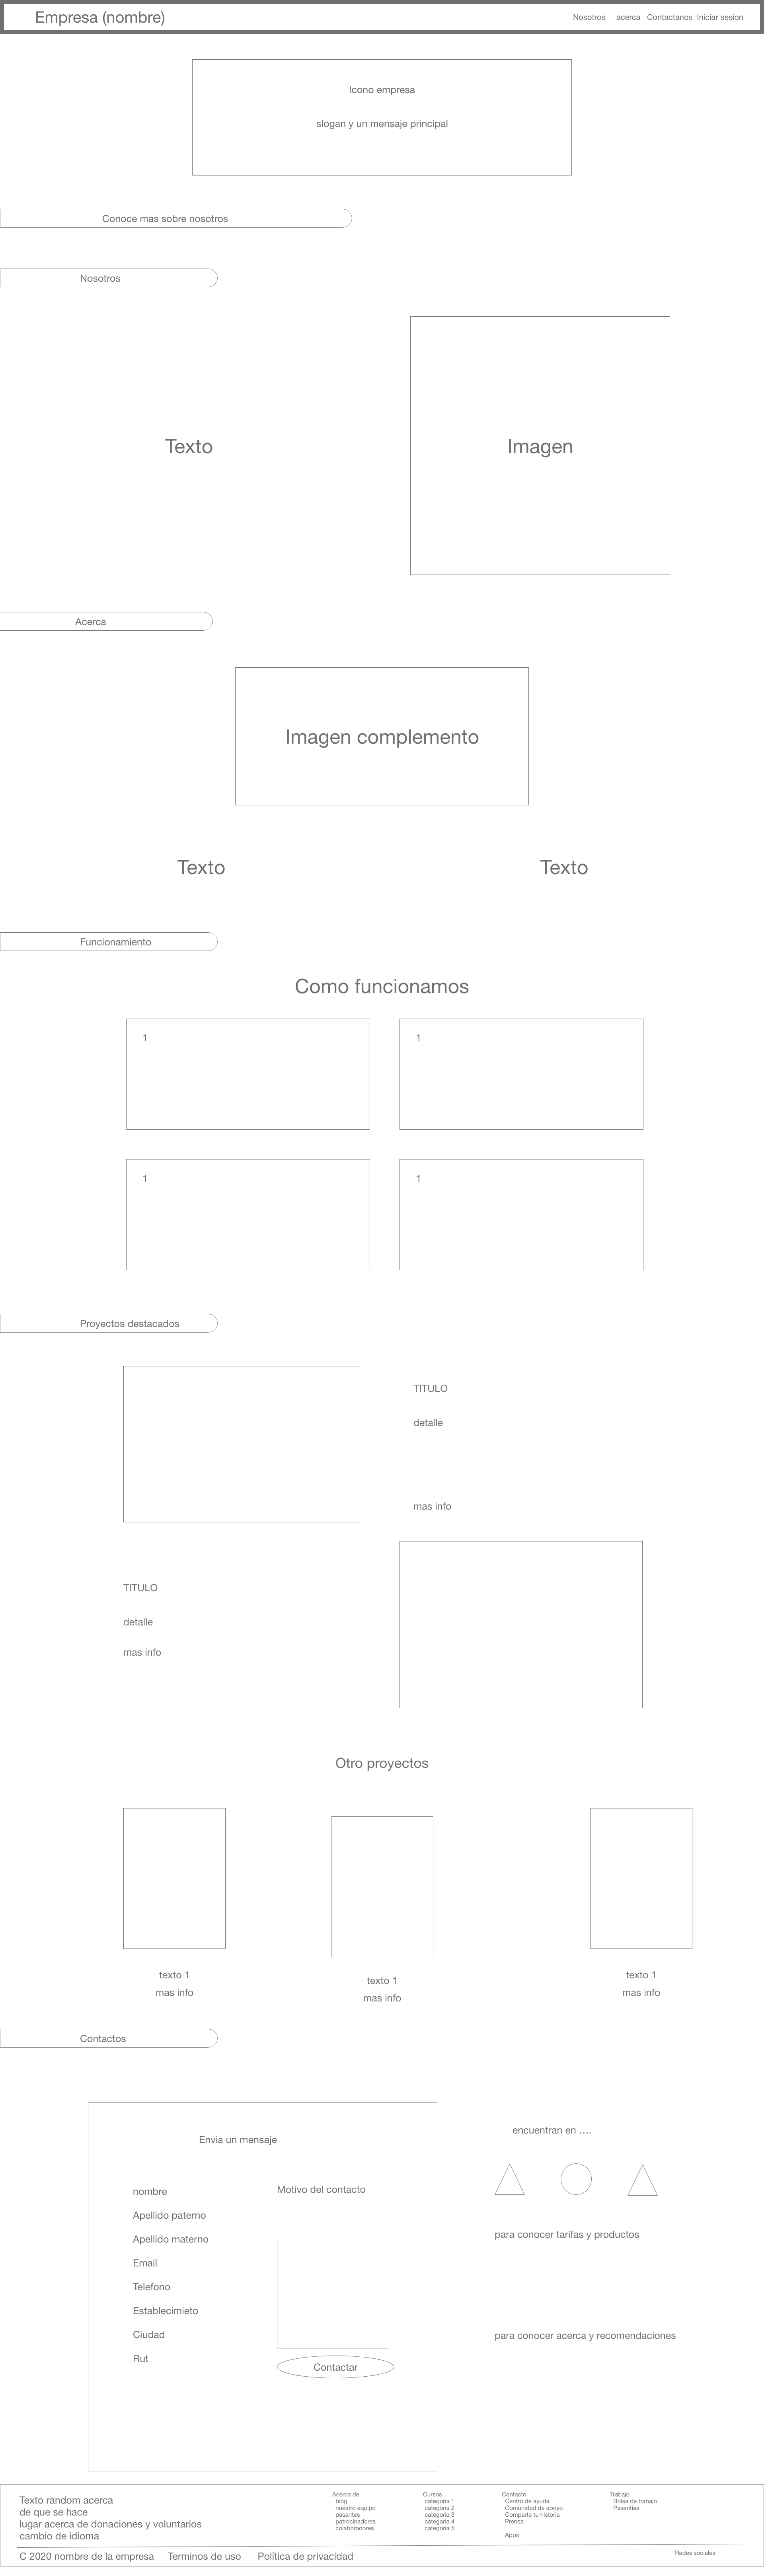 Empresa (nombre)
Nosotros acerca Contactanos Iniciar sesion
Icono empresa
slogan y un mensaje principal
Conoce mas sobre nosotros
Nosotros
Texto
Imagen
Acerca
Imagen complemento
Texto
Texto
Funcionamiento
Como funcionamos
1
1
1
1
Proyectos destacados
TITULO
detalle
mas info
TITULO
detalle
mas info
Otro proyectos
texto 1
mas info
texto 1
mas info
texto 1
mas info
Contactos
Envia un mensaje
nombre
Apellido paterno
Apellido materno
Email
Telefono
Establecimieto
Ciudad
Rut
Motivo del contacto
Contactar
encuentran en ....
para conocer tarifas y productos
para conocer acerca y recomendaciones
Texto random acerca
de que se hace
lugar acerca de donaciones y voluntarios
cambio de idioma
Acerca de
blog
nuestro equipo
pasantes
patrocinadores
colaboradores
Cursos
categoria 1
categoria 2
categoria 3
categoria 4
categoria 5
Contacto
Centro de ayuda
Comunidad de apoyo
Comparte tu historia
Prensa
Apps
Trabajo
Bolsa de trabajo
Pasantías
C 2020 nombre de la empresa Terminos de uso Política de privacidad
Redes sociales